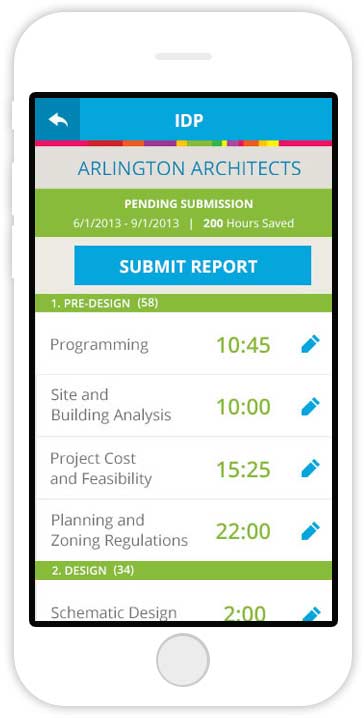 IDP
ARLINGTON ARCHITECTS
PENDING SUBMISSION
6/1/2013 - 9/1/2013 | 200 Hours Saved
SUBMIT REPORT
1. PRE-DESIGN (58)
Programming 10:45
Site and
Building Analysis 10:00
Project Cost
and Feasibility 15:25
Planning and
Zoning Regulations 22:00
2. DESIGN (34)
Schematic Design 2:00